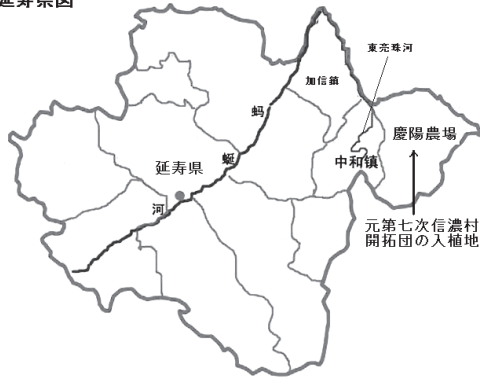 延寿県図
東亮珠河
加信鎮
蚂
慶陽農場
蜒
中和镇
延寿県
河
元第七次信濃村
開拓団の入植地